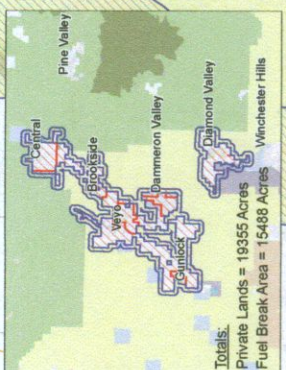 Pine Valley
Central
Brookside
Veyo
Dammeron Valley
Gunlock
Diamond Valley
Winchester Hills
Totals:
Private Lands = 19355 Acres
Fuel Break Area = 15488 Acres